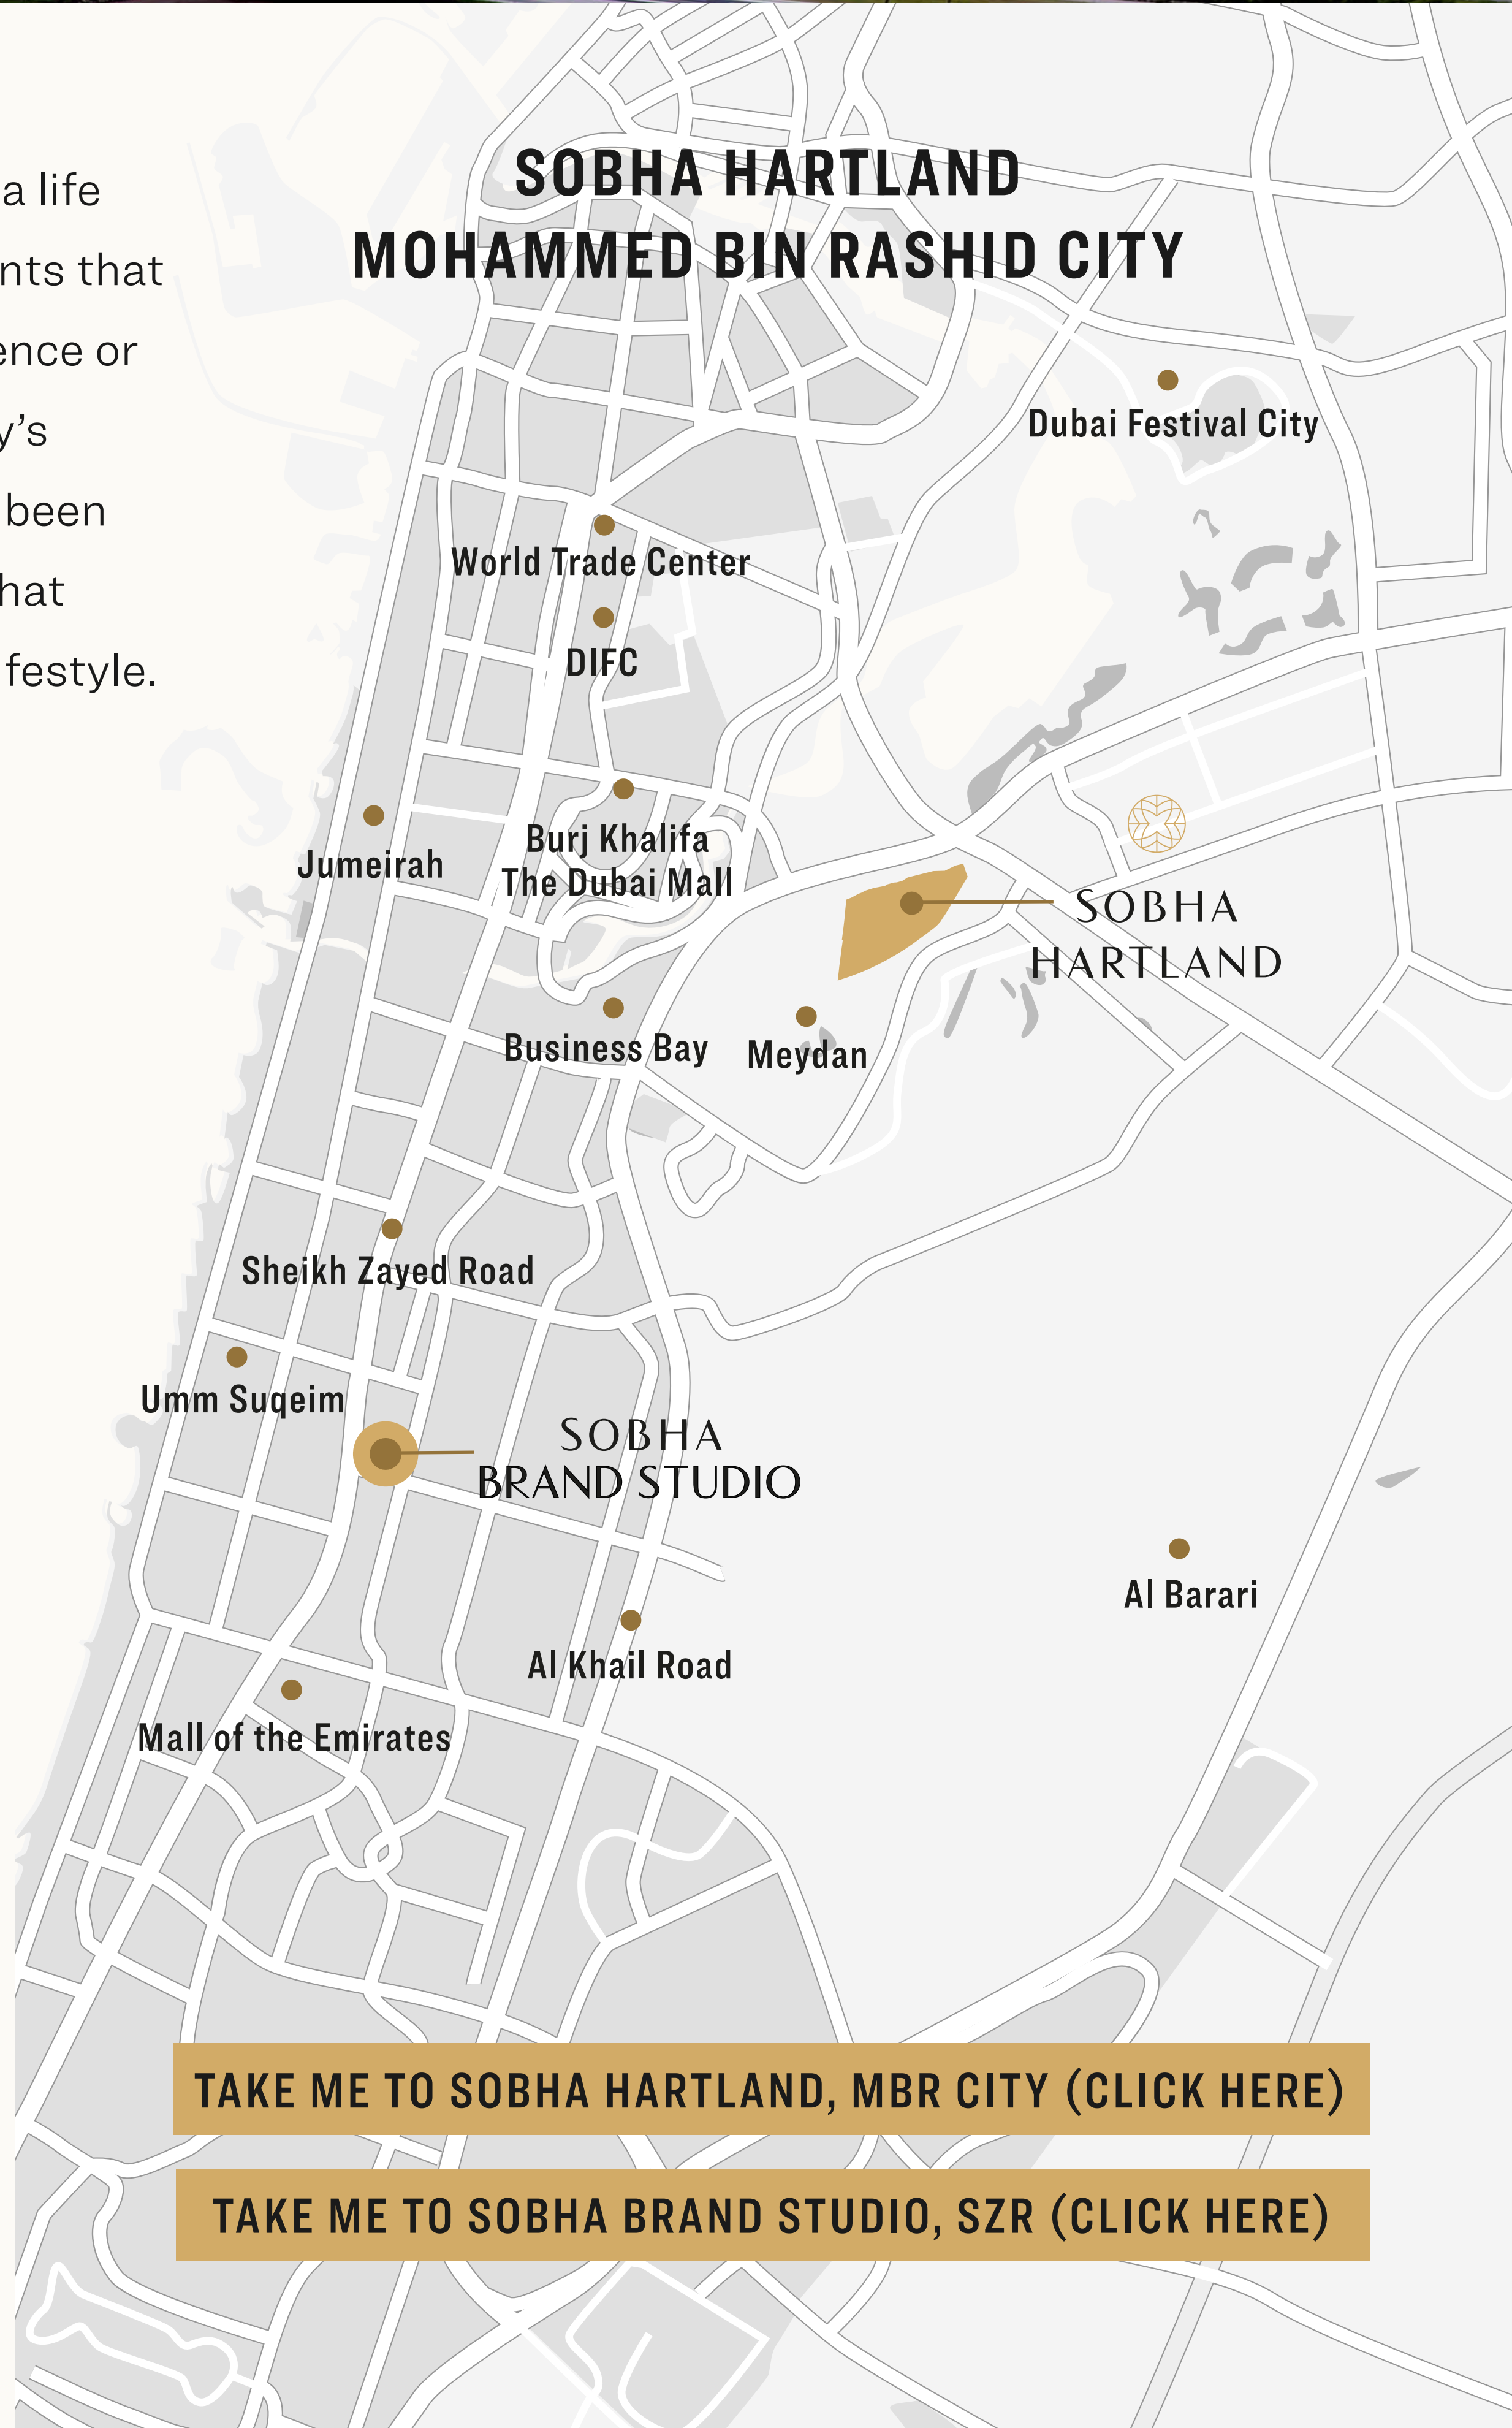 a life
nts that
ence or
y’s
been
hat
festyle.
SOBHA HARTLAND
MOHAMMED BIN RASHID CITY
Dubai Festival City
World Trade Center
DIFC
Burj Khalifa
The Dubai Mall
Jumeirah
SOBHA
HARTLAND
Business Bay
Meydan
Sheikh Zayed Road
Umm Suqeim
SOBHA
BRAND STUDIO
Al Barari
Al Khail Road
Mall of the Emirates
TAKE ME TO SOBHA HARTLAND, MBR CITY (CLICK HERE)
TAKE ME TO SOBHA BRAND STUDIO, SZR (CLICK HERE)